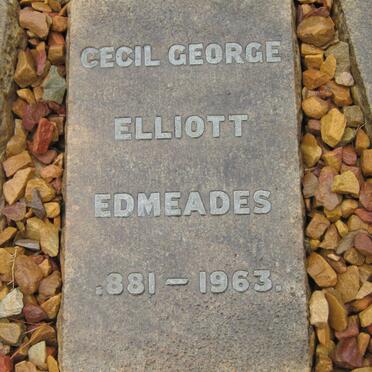 CECIL GEORGE
ELLIOTT
EDMEADES
.881 – 1963.